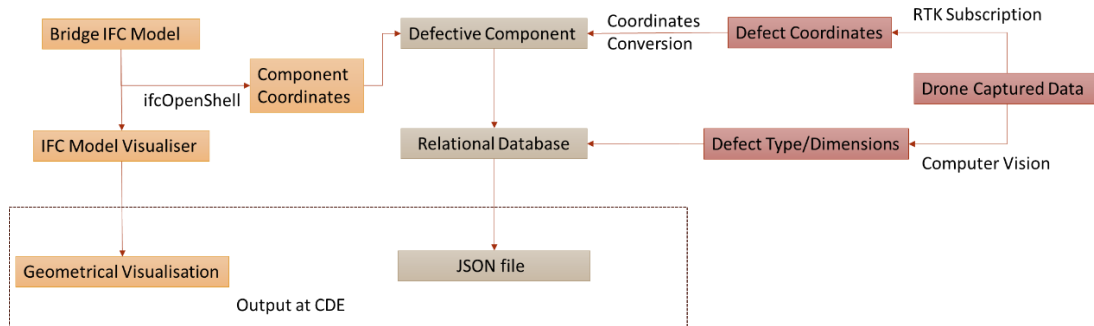 Bridge IFC Model
ifcOpenShell
Component
Coordinates
Defective Component
Coordinates
Conversion
Defect Coordinates
RTK Subscription
Drone Captured Data
IFC Model Visualiser
Relational Database
Defect Type/Dimensions
Computer Vision
Geometrical Visualisation
JSON file
Output at CDE